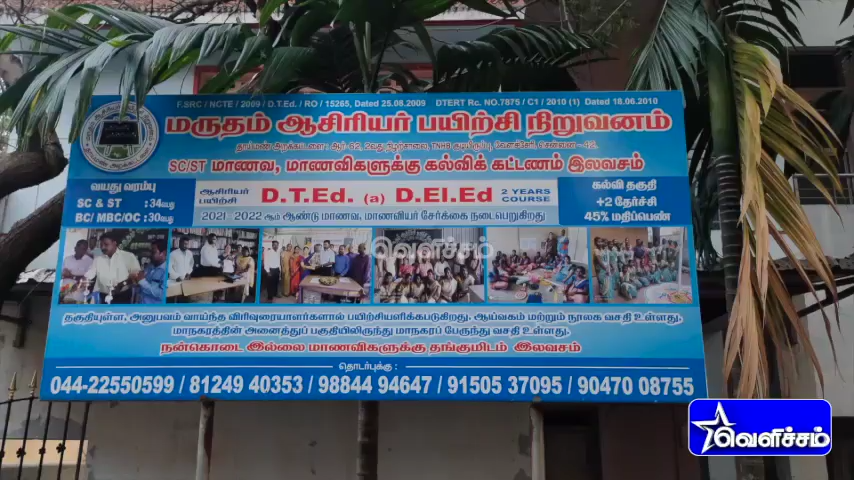 F.SRC / NCTE / 2009 / D.T.Ed. / RO / 15265, Dated 25.08.2009 DTERT Rc. NO.7875 / C1 / 2010 (1) Dated 18.06.2010
மருதம் ஆசிரியர் பயிற்சி நிறுவனம்
SC/ST மாணவ, மாணவிகளுக்கு கல்விக் கட்டணம் இலவசம்
வயது வரம்பு
SC & ST : 34வயது
BC/ MBC/OC : 30வயது
ஆசிரியர் பயிற்சி D.T.Ed. (a) D.El.Ed 2 YEARS COURSE
2021 - 2022 ஆம் ஆண்டு மாணவ, மாணவியர் சேர்க்கை நடைபெறுகிறது
கல்வி தகுதி
+2 தேர்ச்சி
45% மதிப்பெண்
வெளிச்சம்
தகுதியுள்ள, அனுபவம் வாய்ந்த விரிவுரையாளர்களால் பயிற்சியளிக்கபடுகிறது. ஆய்வகம் மற்றும் நூலக வசதி உள்ளது.
மாநகரத்தின் அனைத்துப் பகுதியிலிருந்து மாநகரப் பேருந்து வசதி உள்ளது.
நன்கொடை இல்லை மாணவிகளுக்கு தங்குமிடம் இலவசம்
தொடர்புக்கு :
044-22550599 / 81249 40353 / 98844 94647 / 91505 37095 / 90470 08755
வெளிச்சம்